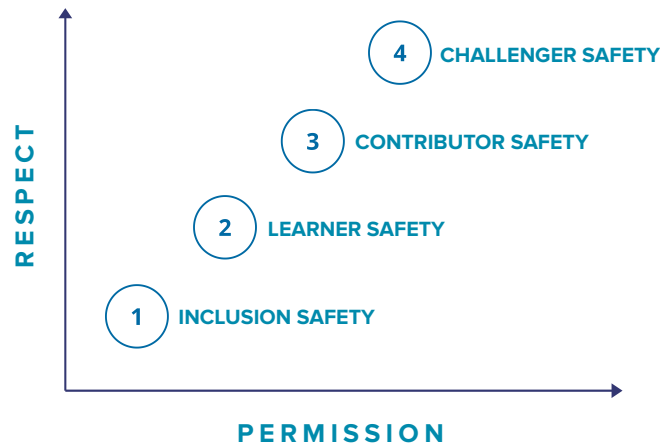 4 CHALLENGER SAFETY
3 CONTRIBUTOR SAFETY
2 LEARNER SAFETY
1 INCLUSION SAFETY
RESPECT
PERMISSION